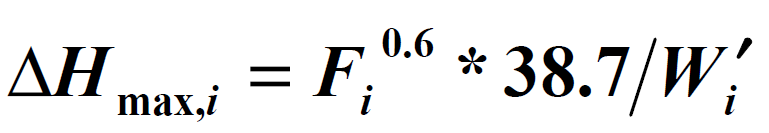 ΔH_max,i = F_i^0.6 * 38.7/W′_i